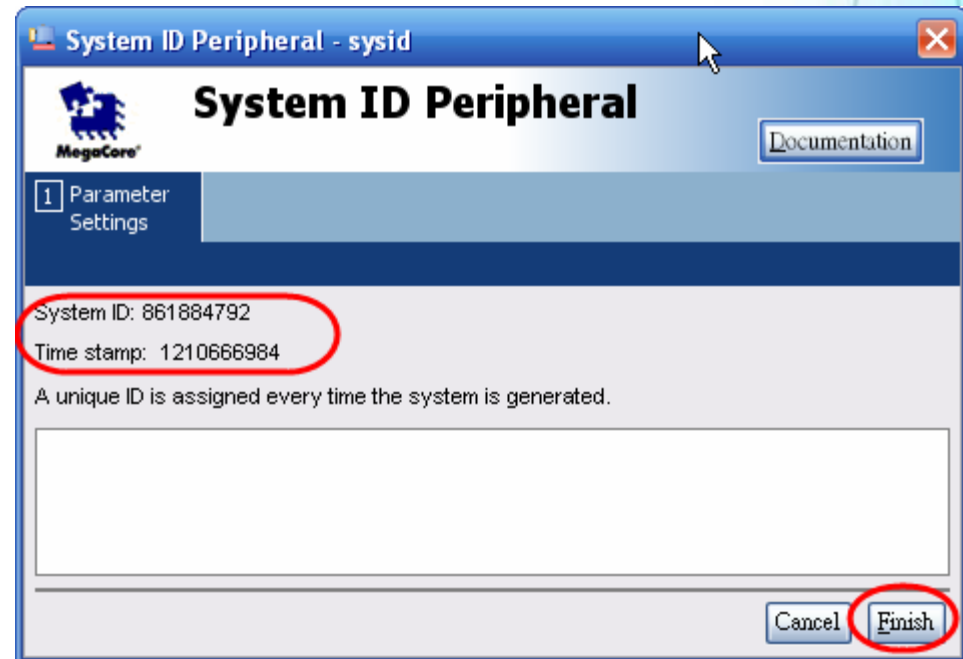 System ID Peripheral - sysid
System ID Peripheral
MegaCore'
Documentation
1 Parameter
Settings
System ID: 861884792
Time stamp: 1210666984
A unique ID is assigned every time the system is generated.
Cancel
Finish